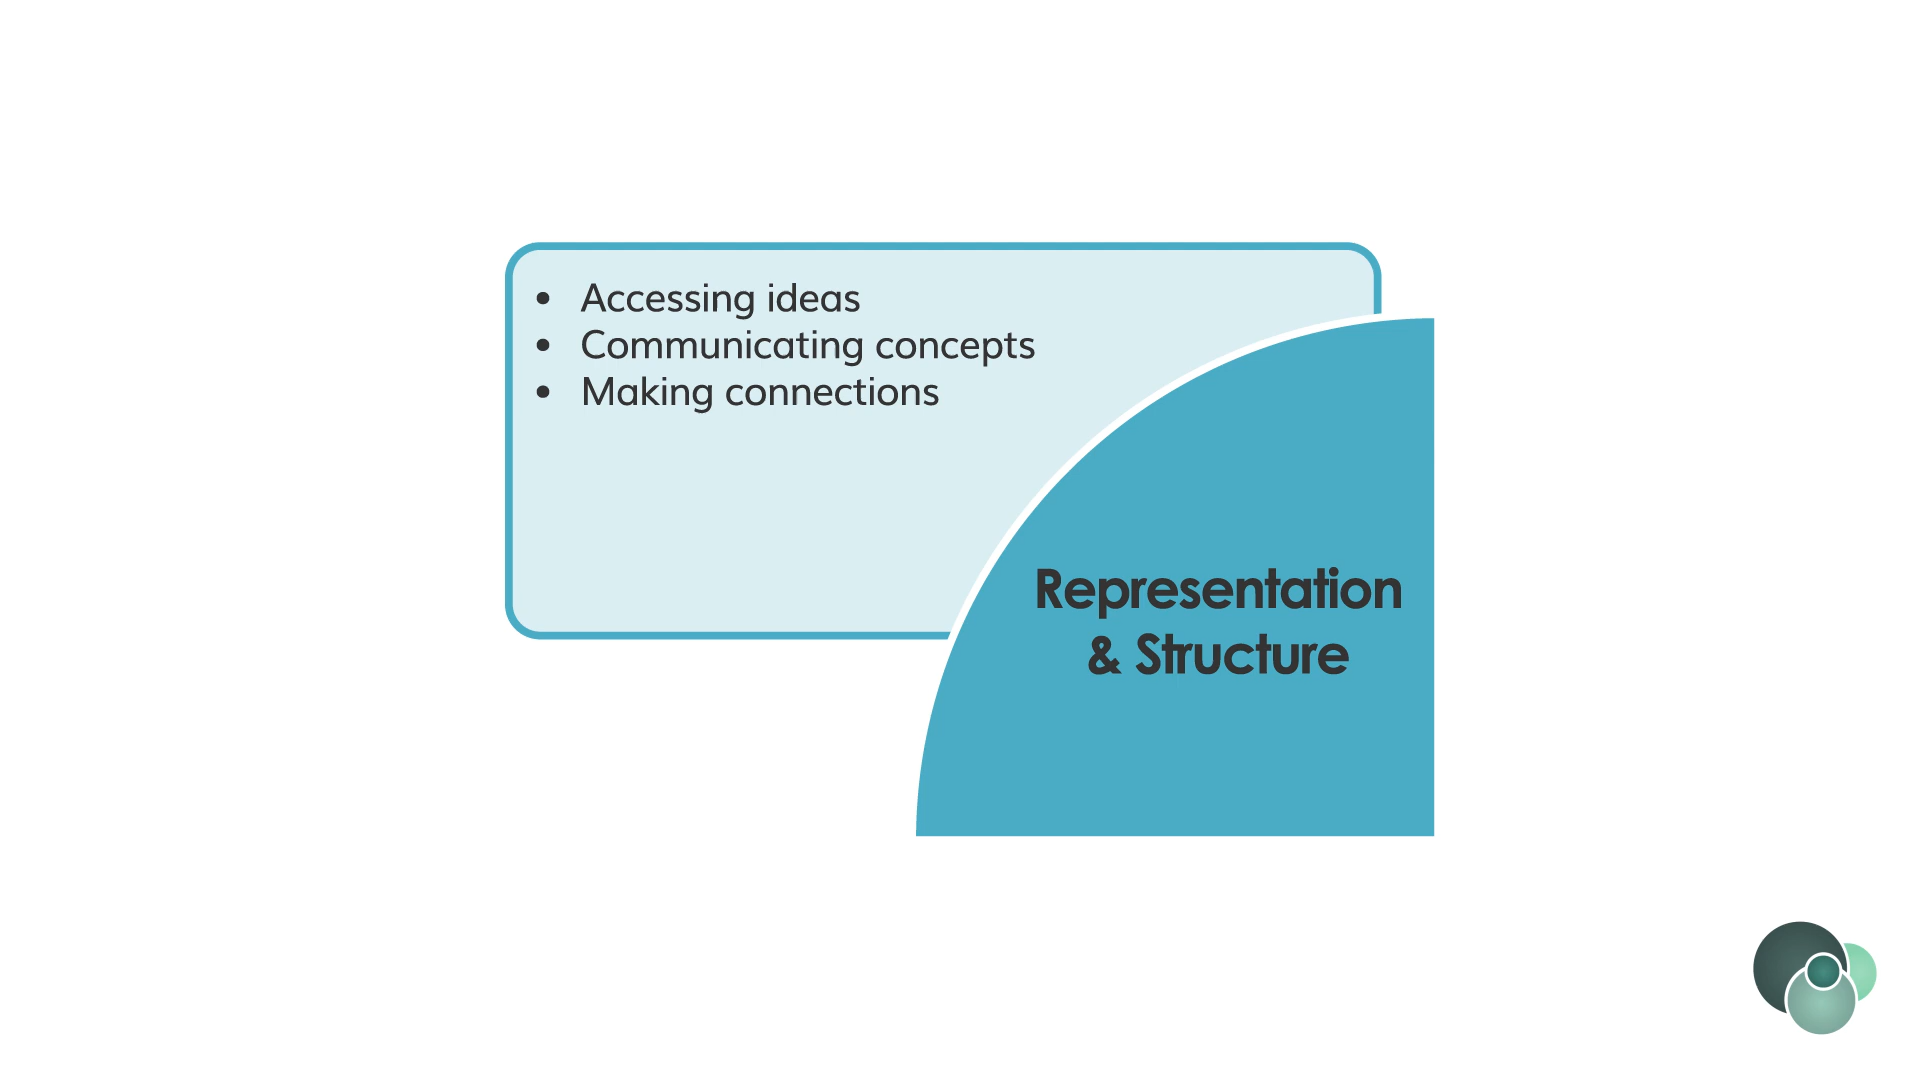 • Accessing ideas
• Communicating concepts
• Making connections
Representation
& Structure